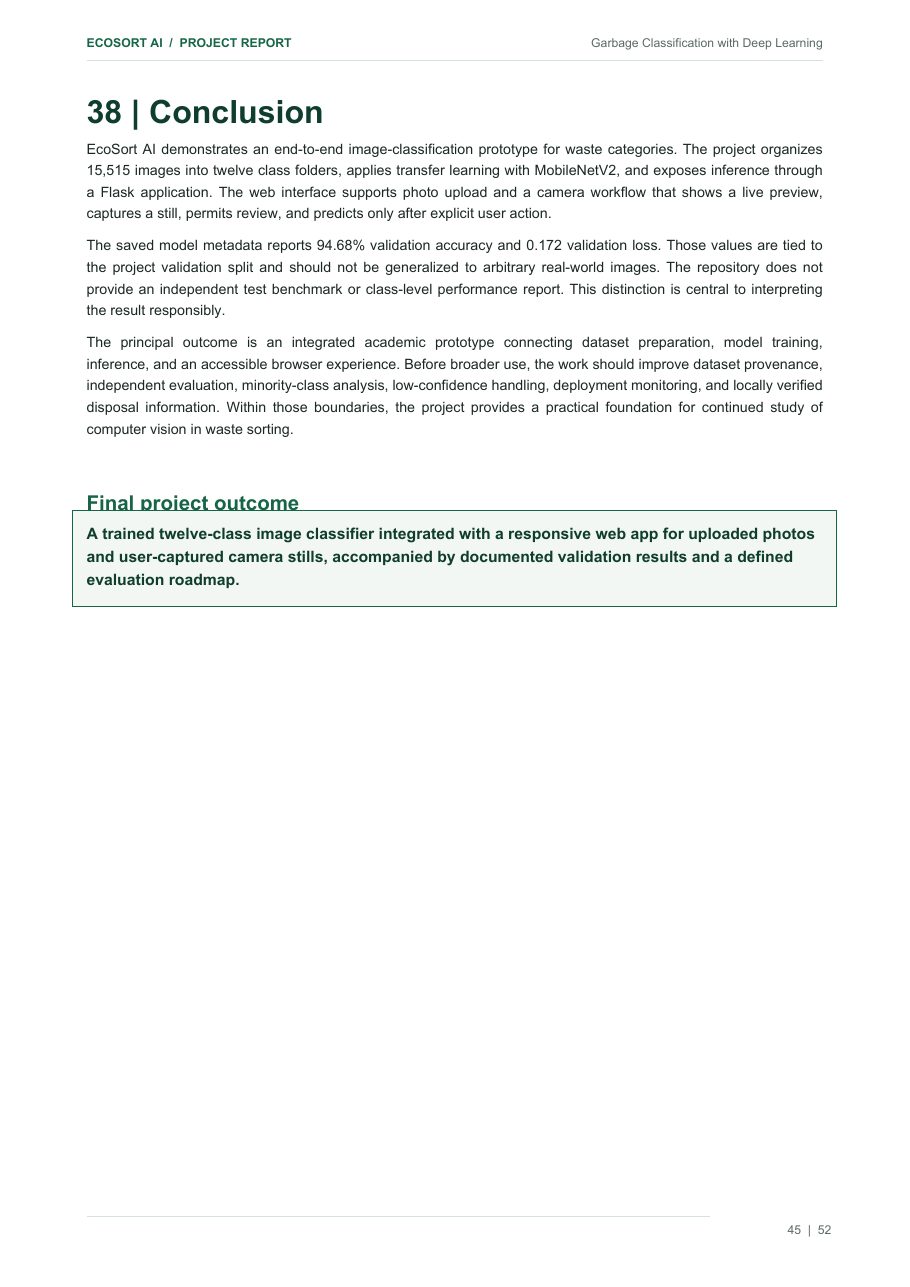 ECOSORT AI / PROJECT REPORT
Garbage Classification with Deep Learning
38 | Conclusion
EcoSort AI demonstrates an end-to-end image-classification prototype for waste categories. The project organizes
15,515 images into twelve class folders, applies transfer learning with MobileNetV2, and exposes inference through
a Flask application. The web interface supports photo upload and a camera workflow that shows a live preview,
captures a still, permits review, and predicts only after explicit user action.
The saved model metadata reports 94.68% validation accuracy and 0.172 validation loss. Those values are tied to
the project validation split and should not be generalized to arbitrary real-world images. The repository does not
provide an independent test benchmark or class-level performance report. This distinction is central to interpreting
the result responsibly.
The principal outcome is an integrated academic prototype connecting dataset preparation, model training,
inference, and an accessible browser experience. Before broader use, the work should improve dataset provenance,
independent evaluation, minority-class analysis, low-confidence handling, deployment monitoring, and locally verified
disposal information. Within those boundaries, the project provides a practical foundation for continued study of
computer vision in waste sorting.
Final project outcome
A trained twelve-class image classifier integrated with a responsive web app for uploaded photos
and user-captured camera stills, accompanied by documented validation results and a defined
evaluation roadmap.
45 | 52